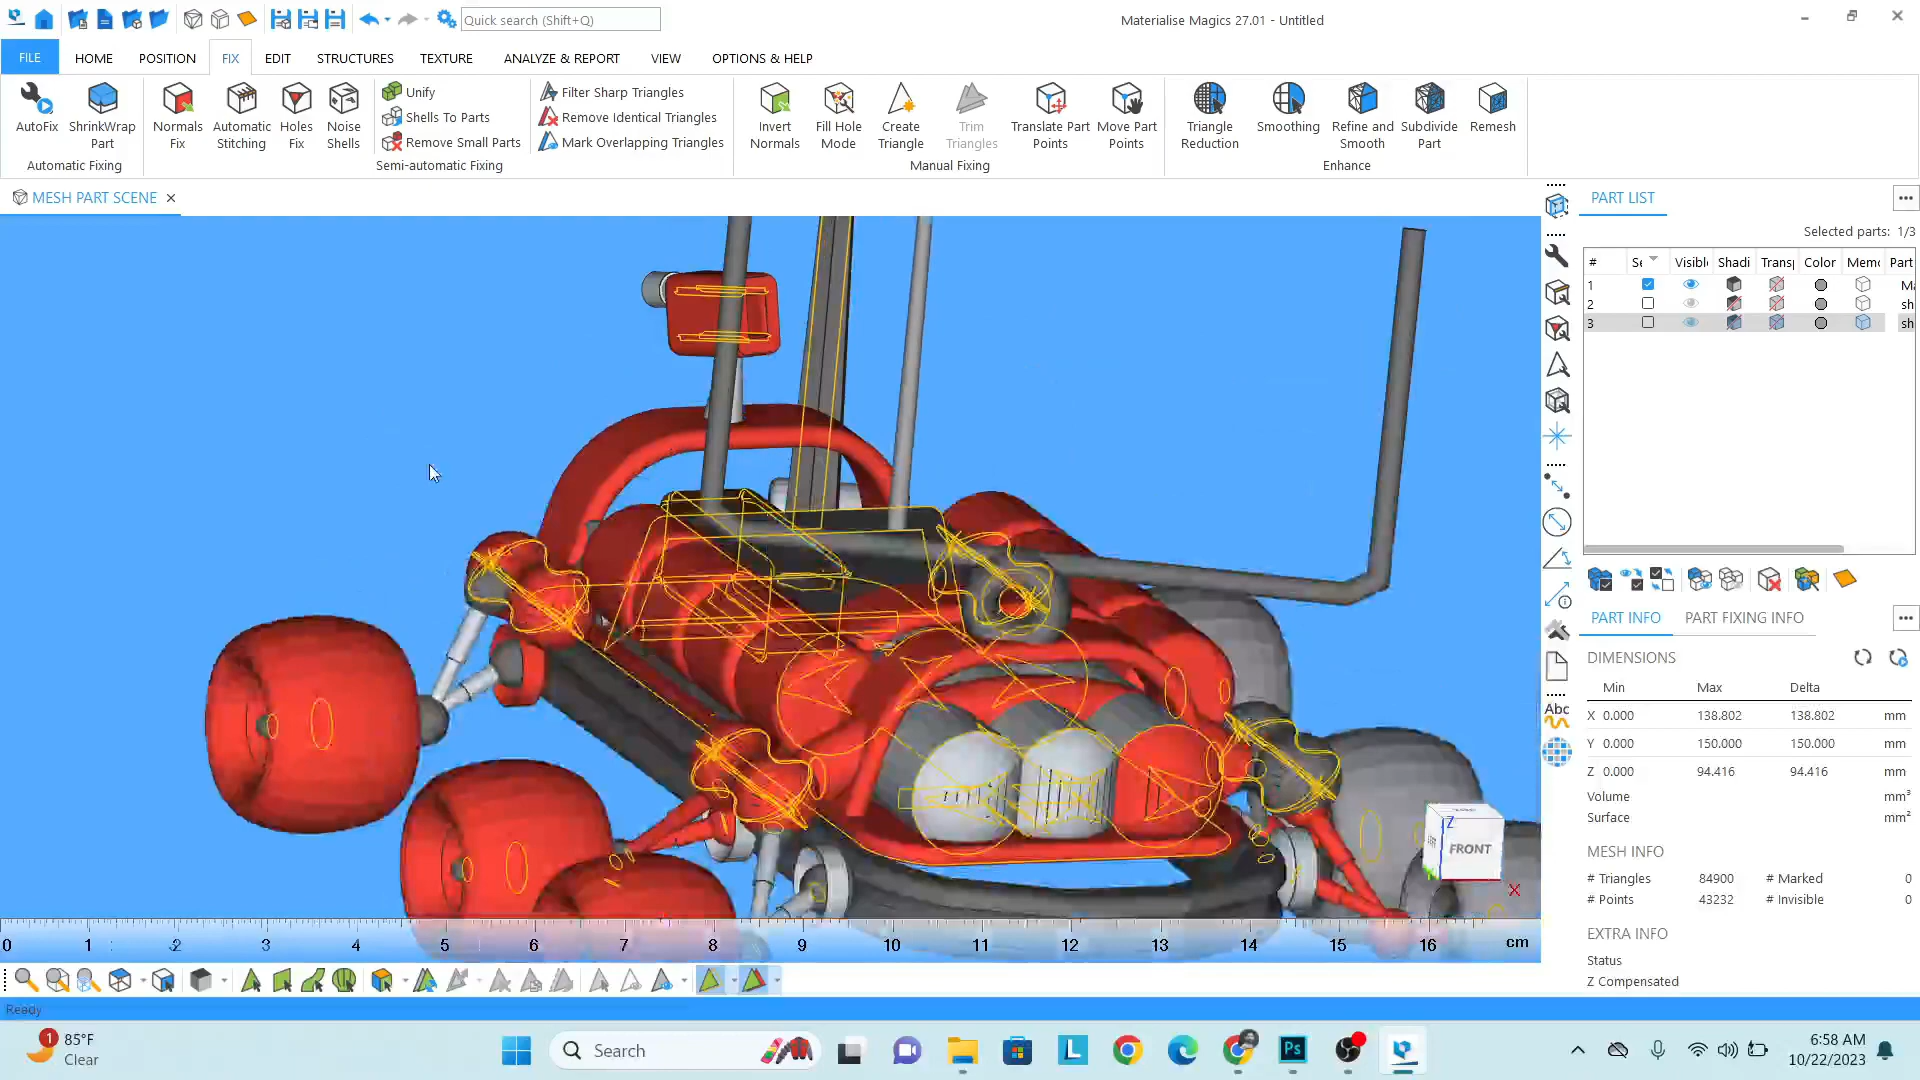 Quick search (Shift+Q)
Materialise Magics 27.01 - Untitled
FILE
HOME
POSITION
FIX
EDIT
STRUCTURES
TEXTURE
ANALYZE & REPORT
VIEW
OPTIONS & HELP
AutoFix
ShrinkWrap Part
Automatic Fixing
Normals Fix
Automatic Stitching
Holes Fix
Noise Shells
Unify
Shells To Parts
Remove Small Parts
Semi-automatic Fixing
Filter Sharp Triangles
Remove Identical Triangles
Mark Overlapping Triangles
Invert Normals
Fill Hole Mode
Create Triangle
Trim Triangles
Translate Part Points
Move Part Points
Manual Fixing
Triangle Reduction
Smoothing
Refine and Smooth
Subdivide Part
Remesh
Enhance
MESH PART SCENE
PART LIST
Selected parts: 1/3
# Se Visibl Shadi Transp Color Memo Part
1 Ma
2 sh
3 sh
PART INFO
PART FIXING INFO
DIMENSIONS
Min Max Delta
X 0.000 138.802 138.802 mm
Y 0.000 150.000 150.000 mm
Z 0.000 94.416 94.416 mm
Volume mm³
Surface mm²
MESH INFO
# Triangles 84900 # Marked 0
# Points 43232 # Invisible 0
EXTRA INFO
Status
Z Compensated
Abc
Z
FRONT
X
0 1 2 3 4 5 6 7 8 9 10 11 12 13 14 15 16 cm
Ready
1
85°F
Clear
Search
L
Ps
6:58 AM
10/22/2023